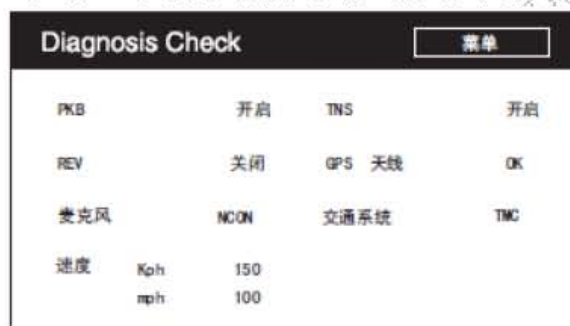 Diagnosis Check 菜单
PKB 开启 TNS 开启
REV 关闭 GPS 天线 OK
麦克风 NCON 交通系统 TMC
速度 Kph 150
mph 100